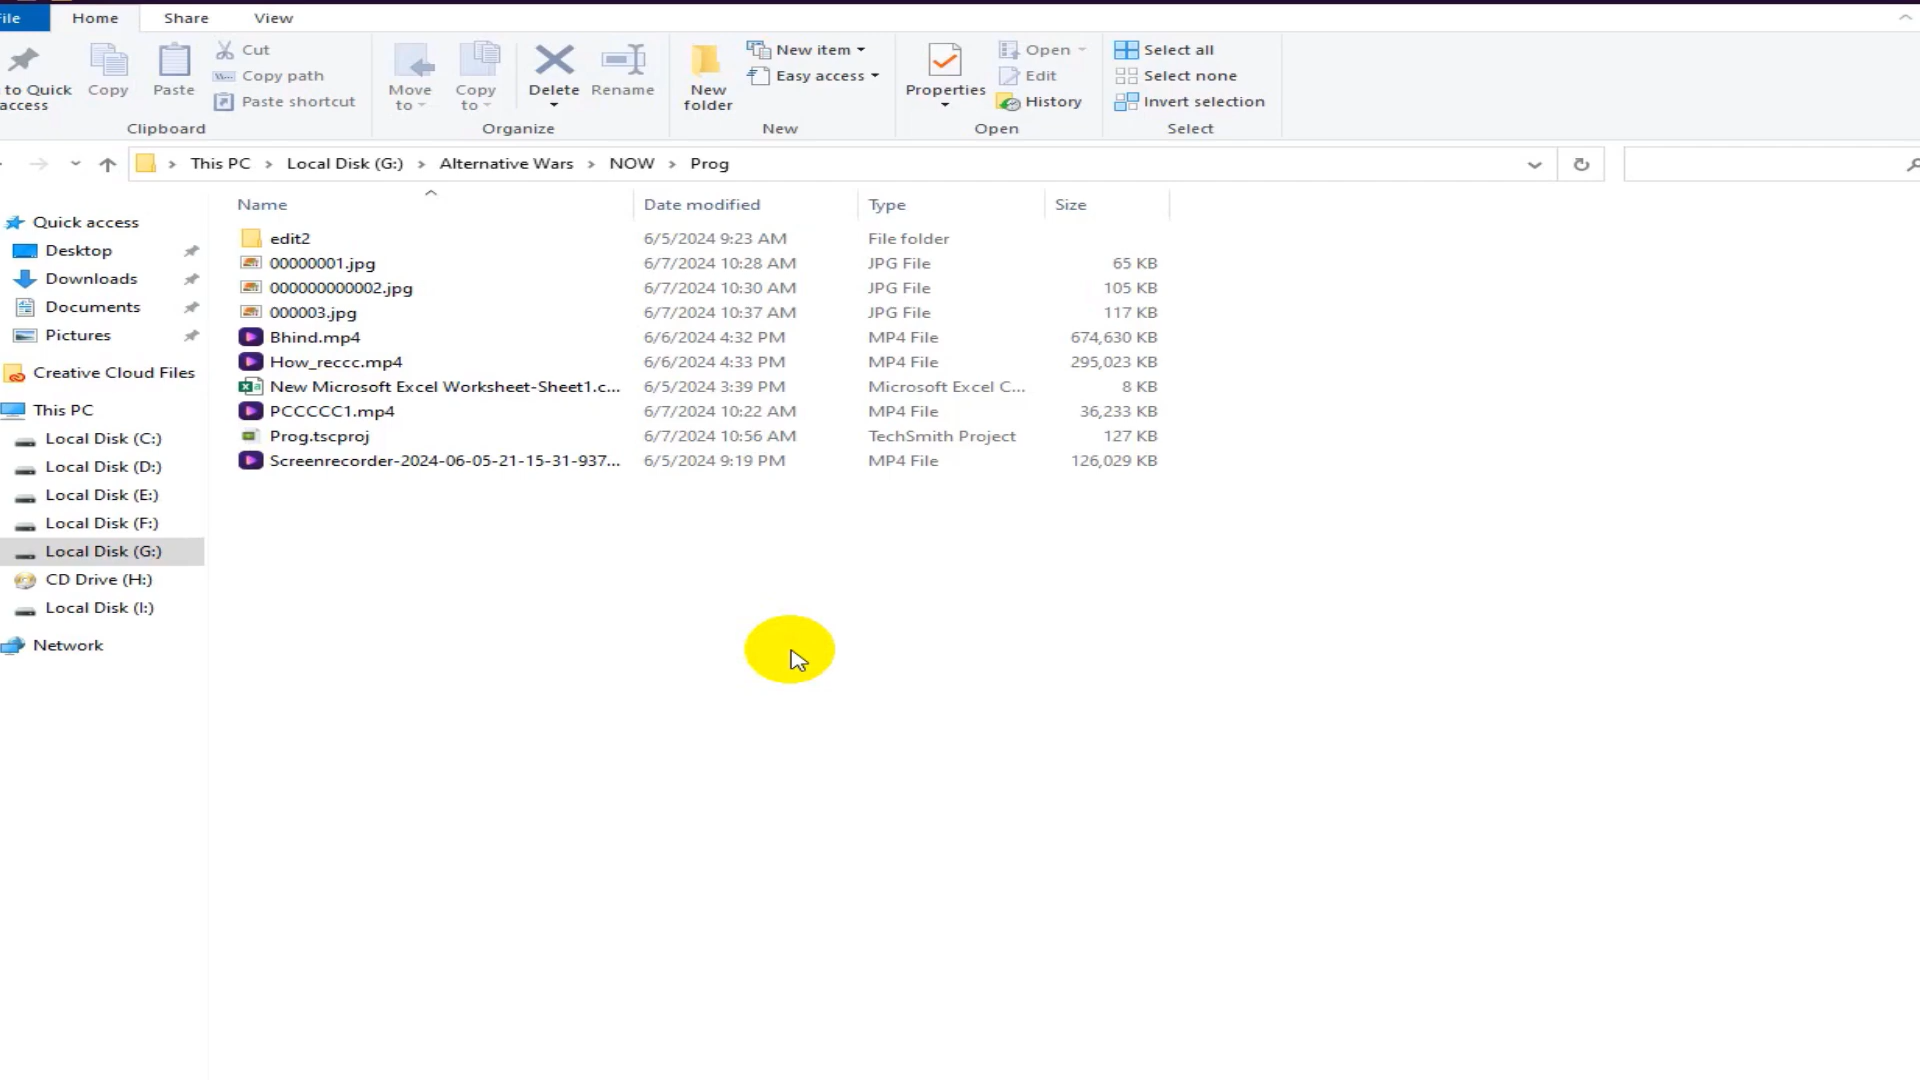 File Home Share View
to Quick access
Copy
Paste
Cut
Copy path
Paste shortcut
Clipboard
Move to
Copy to
Delete
Rename
Organize
New folder
New item
Easy access
New
Properties
Open
Edit
History
Open
Select all
Select none
Invert selection
Select
This PC > Local Disk (G:) > Alternative Wars > NOW > Prog
Name Date modified Type Size
Quick access
Desktop
Downloads
Documents
Pictures
Creative Cloud Files
This PC
Local Disk (C:)
Local Disk (D:)
Local Disk (E:)
Local Disk (F:)
Local Disk (G:)
CD Drive (H:)
Local Disk (I:)
Network
edit2 6/5/2024 9:23 AM File folder
00000001.jpg 6/7/2024 10:28 AM JPG File 65 KB
000000000002.jpg 6/7/2024 10:30 AM JPG File 105 KB
000003.jpg 6/7/2024 10:37 AM JPG File 117 KB
Bhind.mp4 6/6/2024 4:32 PM MP4 File 674,630 KB
How_reccc.mp4 6/6/2024 4:33 PM MP4 File 295,023 KB
New Microsoft Excel Worksheet-Sheet1.c... 6/5/2024 3:39 PM Microsoft Excel C... 8 KB
PCCCCC1.mp4 6/7/2024 10:22 AM MP4 File 36,233 KB
Prog.tscproj 6/7/2024 10:56 AM TechSmith Project 127 KB
Screenrecorder-2024-06-05-21-15-31-937... 6/5/2024 9:19 PM MP4 File 126,029 KB